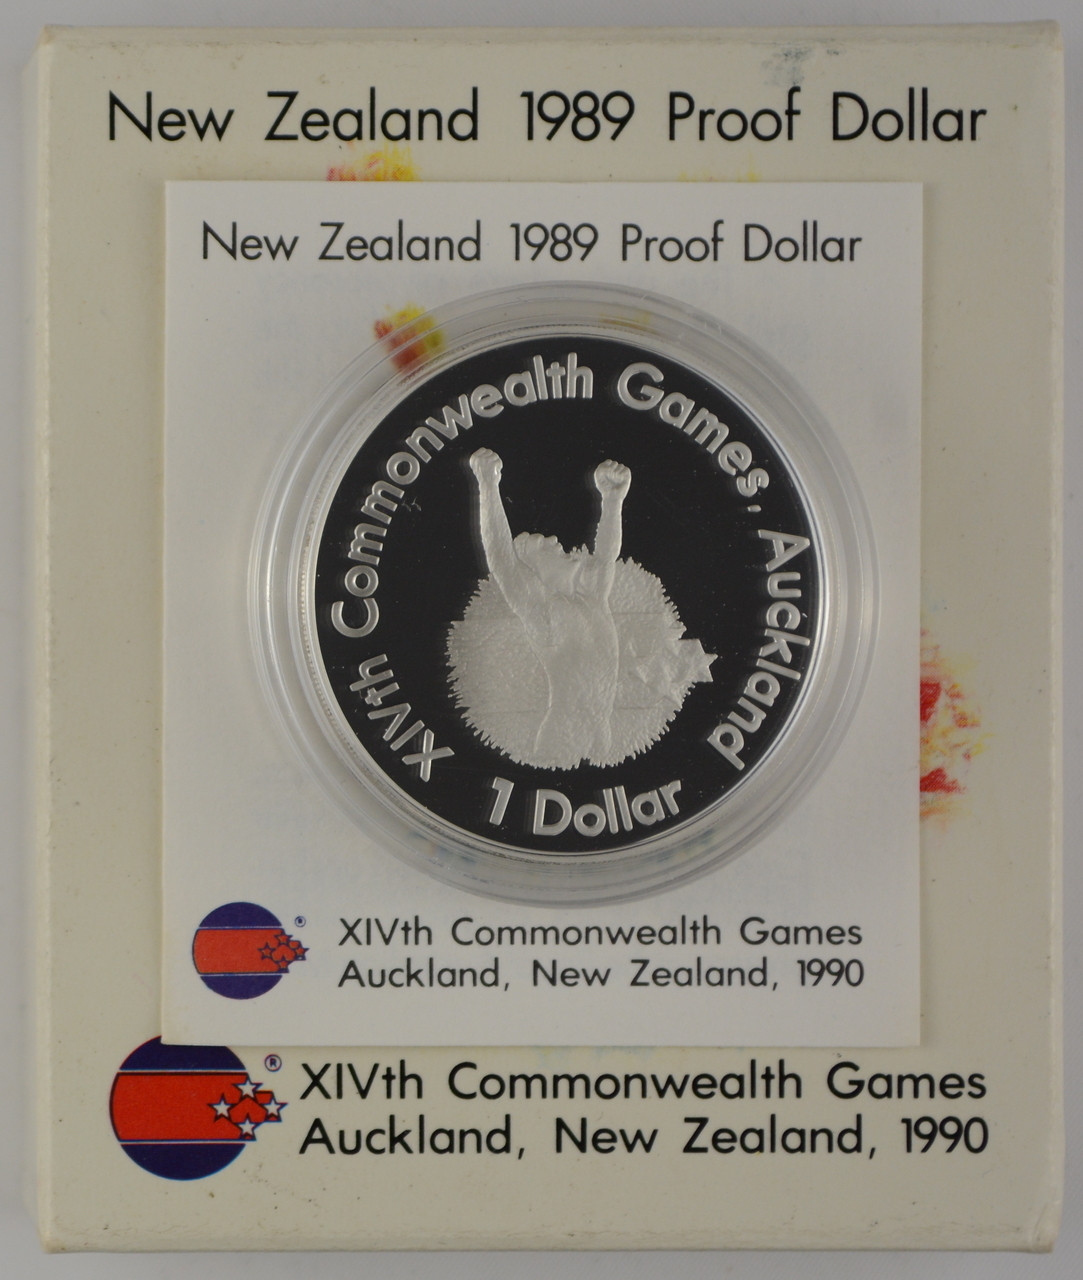 New Zealand 1989 Proof Dollar
New Zealand 1989 Proof Dollar
XIVth Commonwealth Games, Auckland
1 Dollar
®
XIVth Commonwealth Games
Auckland, New Zealand, 1990
®
XIVth Commonwealth Games
Auckland, New Zealand, 1990